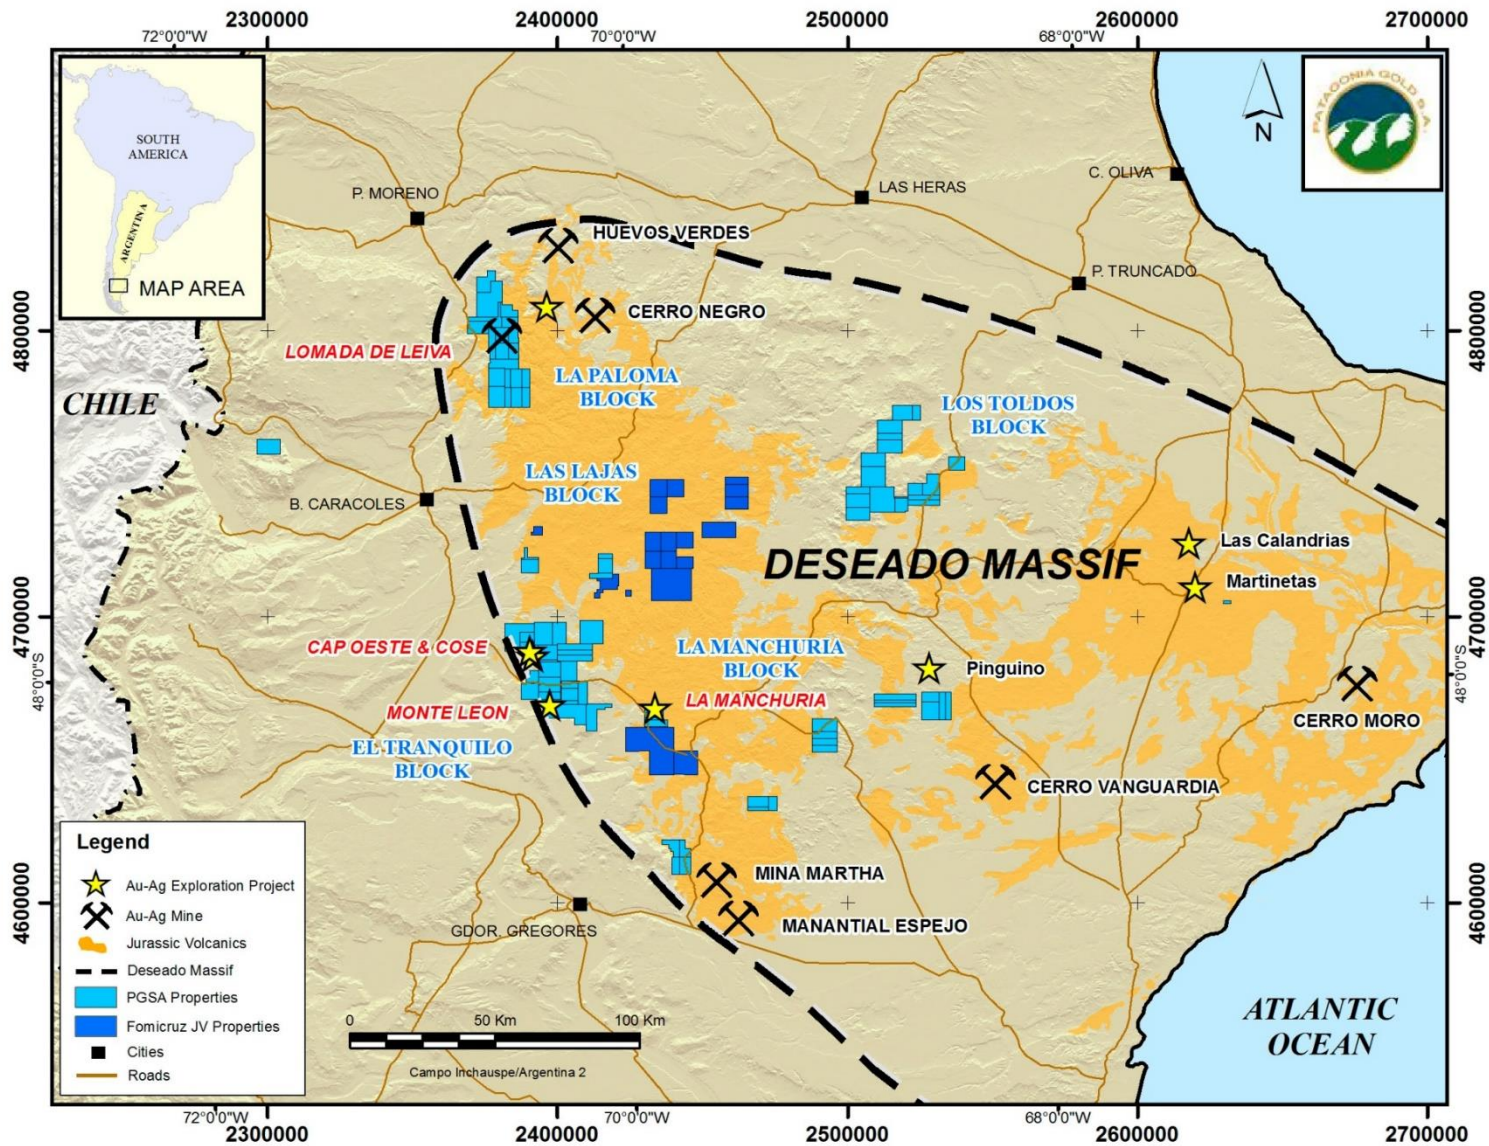 2300000
2400000
2500000
2600000
2700000
72°0'0"W
70°0'0"W
68°0'0"W
SOUTH
AMERICA
ARGENTINA
MAP AREA
N
PATAGONIA GOLD S.A.
P. MORENO
LAS HERAS
C. OLIVA
HUEVOS VERDES
P. TRUNCADO
CERRO NEGRO
4800000
4800000
LOMADA DE LEIVA
LA PALOMA
BLOCK
CHILE
LOS TOLDOS
BLOCK
LAS LAJAS
BLOCK
B. CARACOLES
DESEADO MASSIF
Las Calandrias
Martinetas
4700000
4700000
CAP OESTE & COSE
LA MANCHURIA
BLOCK
Pinguino
48°0'0"S
48°0'0"S
LA MANCHURIA
MONTE LEON
CERRO MORO
EL TRANQUILO
BLOCK
CERRO VANGUARDIA
MINA MARTHA
4600000
4600000
MANANTIAL ESPEJO
GDOR. GREGORES
Legend
Au-Ag Exploration Project
Au-Ag Mine
Jurassic Volcanics
Deseado Massif
PGSA Properties
Fomicruz JV Properties
Cities
Roads
0
50 Km
100 Km
Campo Inchauspe/Argentina 2
ATLANTIC
OCEAN
72°0'0"W
70°0'0"W
68°0'0"W
2300000
2400000
2500000
2600000
2700000